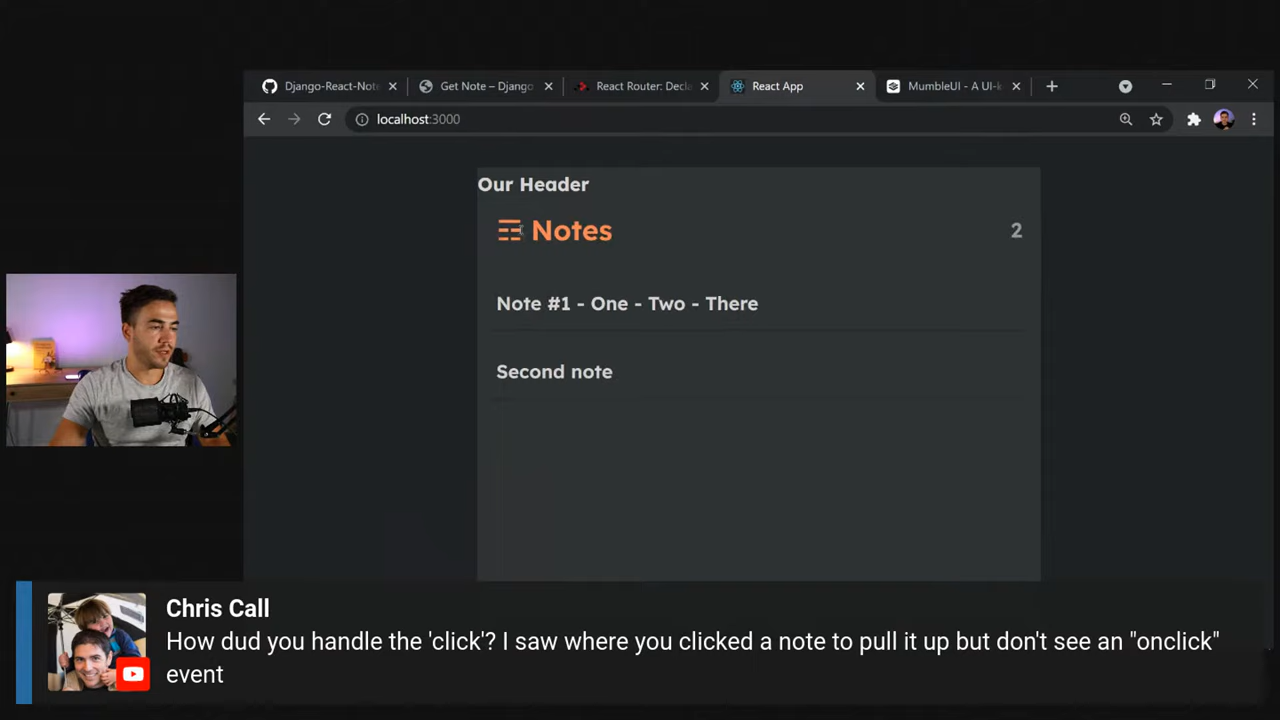 Django-React-Note
Get Note – Django
React Router: Decla
React App
MumbleUI - A UI-k
localhost:3000
Our Header
Notes
2
Note #1 - One - Two - There
Second note
Chris Call
How dud you handle the 'click'? I saw where you clicked a note to pull it up but don't see an "onclick"
event